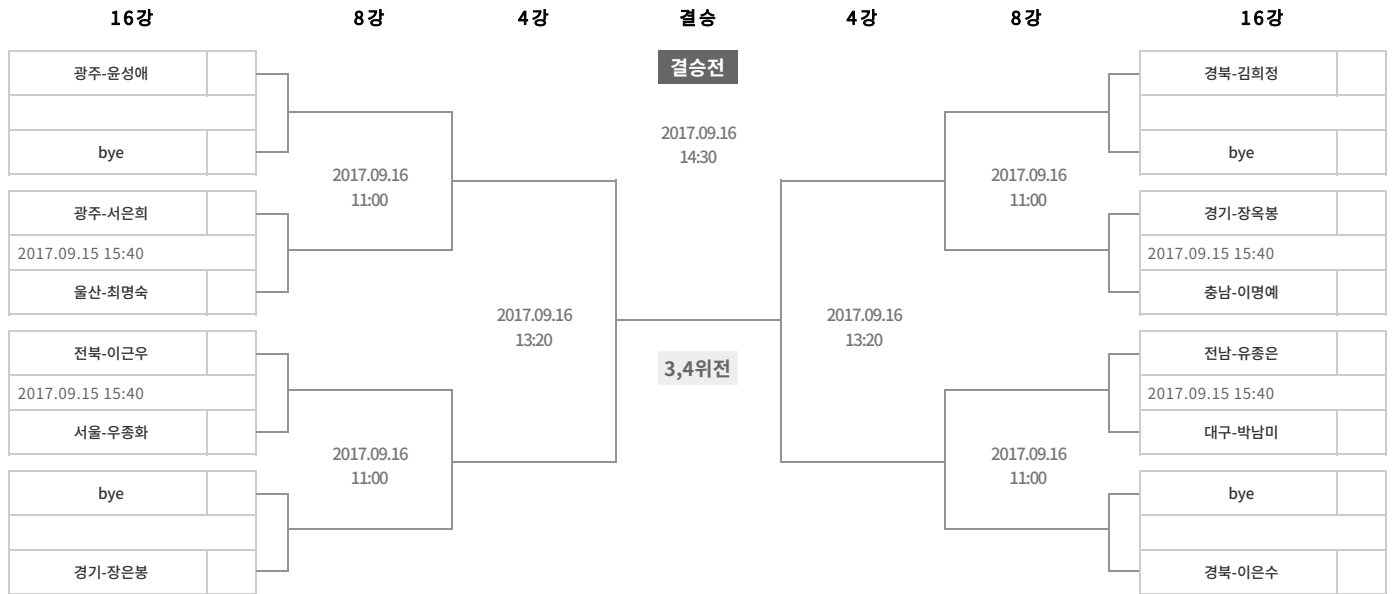 16강 8강 4강 결승 4강 8강 16강
광주-윤성애
bye
광주-서은희
2017.09.15 15:40
울산-최명숙
전북-이근우
2017.09.15 15:40
서울-우종화
bye
경기-장은봉
2017.09.16
11:00
2017.09.16
11:00
2017.09.16
13:20
결승전
2017.09.16
14:30
3,4위전
2017.09.16
13:20
2017.09.16
11:00
2017.09.16
11:00
경북-김희정
bye
경기-장옥봉
2017.09.15 15:40
충남-이명예
전남-유종은
2017.09.15 15:40
대구-박남미
bye
경북-이은수